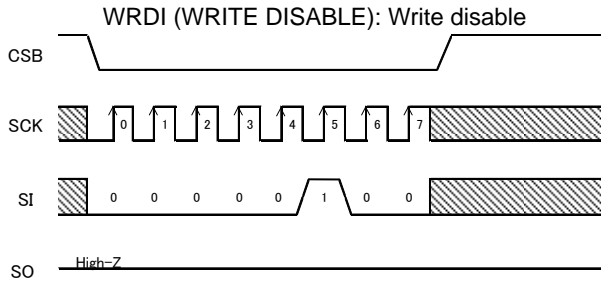 WRDI (WRITE DISABLE): Write disable
CSB
SCK 0 1 2 3 4 5 6 7
SI 0 0 0 0 0 1 0 0
SO High-Z